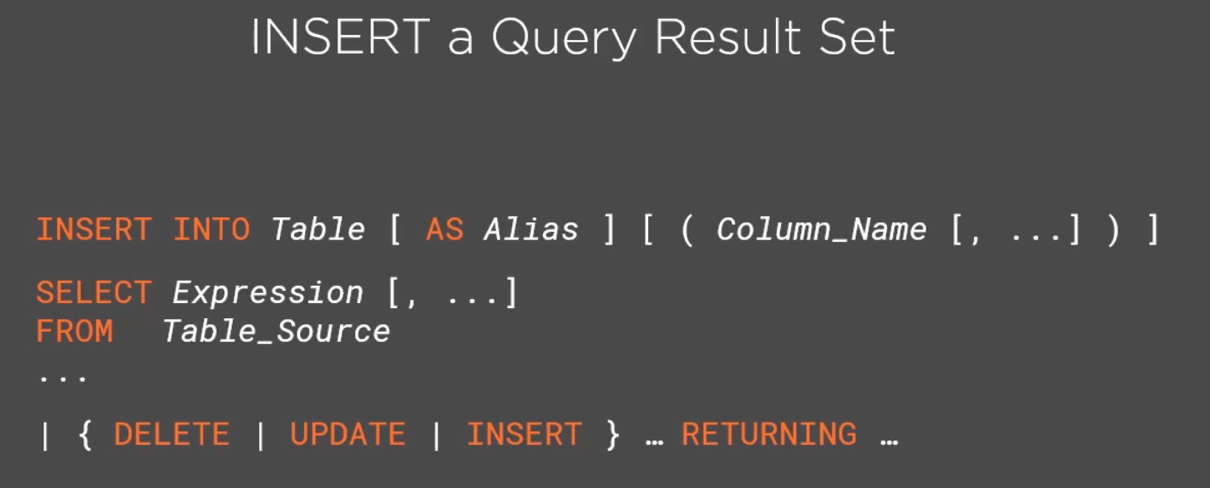 INSERT a Query Result Set
INSERT INTO Table [ AS Alias ] [ ( Column_Name [, ...] ) ]
SELECT Expression [, ...]
FROM Table_Source
...
| { DELETE | UPDATE | INSERT } … RETURNING …